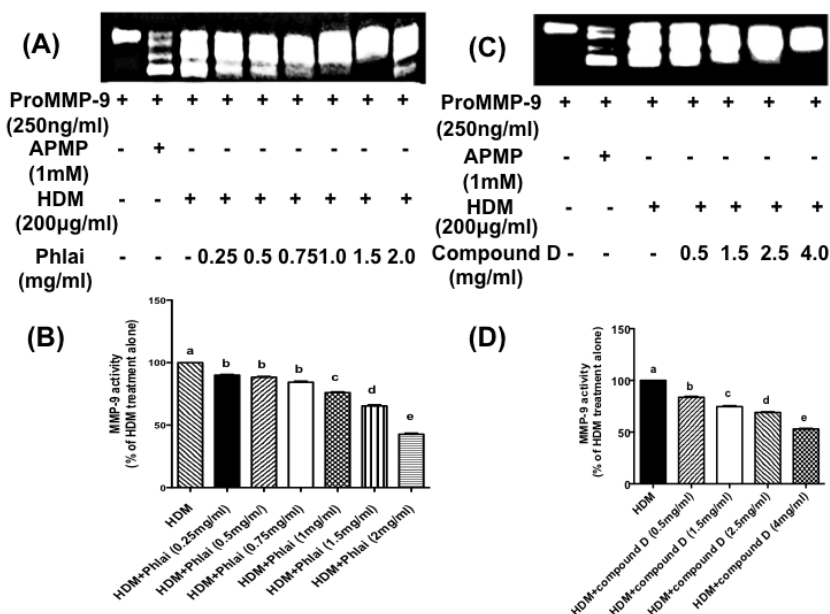 (A)
ProMMP-9 + + + + + + + + +
(250ng/ml)
APMP - + - - - - - - -
(1mM)
HDM - - + + + + + + +
(200µg/ml)
Phlai - - - 0.25 0.5 0.75 1.0 1.5 2.0
(mg/ml)
(C)
ProMMP-9 + + + + + + +
(250ng/ml)
APMP - + - - - - -
(1mM)
HDM - - + + + + +
(200µg/ml)
Compound D - - - 0.5 1.5 2.5 4.0
(mg/ml)
(B)
MMP-9 activity
(% of HDM treatment alone)
150
100
50
0
a b b b c d e
HDM
HDM+Phlai (0.25mg/ml)
HDM+Phlai (0.5mg/ml)
HDM+Phlai (0.75mg/ml)
HDM+Phlai (1mg/ml)
HDM+Phlai (1.5mg/ml)
HDM+Phlai (2mg/ml)
(D)
MMP-9 activity
(% of HDM treatment alone)
150
100
50
0
a b c d e
HDM
HDM+compound D (0.5mg/ml)
HDM+compound D (1.5mg/ml)
HDM+compound D (2.5mg/ml)
HDM+compound D (4mg/ml)